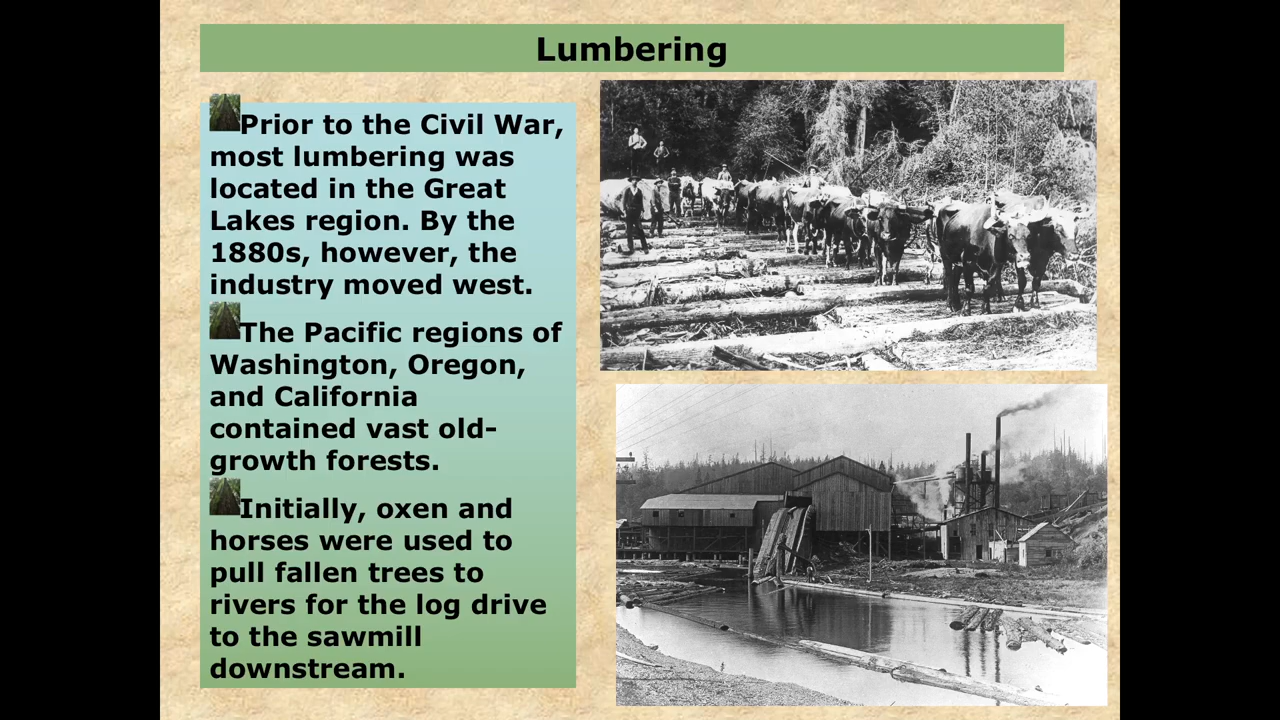 Lumbering
Prior to the Civil War,
most lumbering was
located in the Great
Lakes region. By the
1880s, however, the
industry moved west.
The Pacific regions of
Washington, Oregon,
and California
contained vast old-
growth forests.
Initially, oxen and
horses were used to
pull fallen trees to
rivers for the log drive
to the sawmill
downstream.